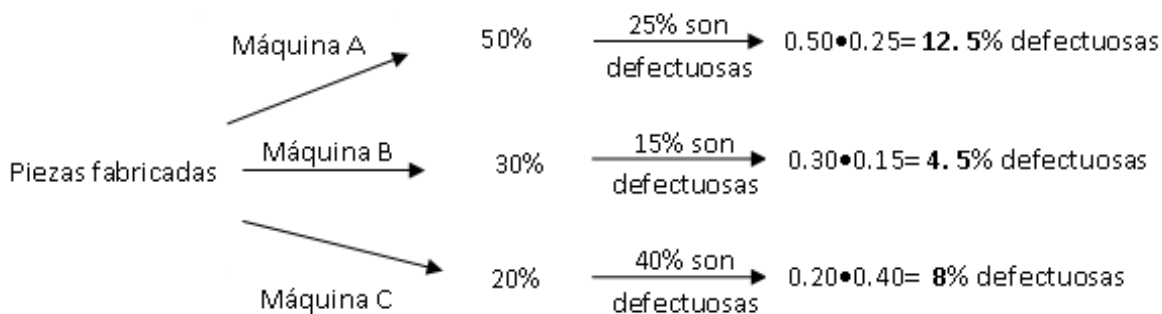 Máquina A
50%
25% son
defectuosas
0.50•0.25= 12. 5% defectuosas
Piezas fabricadas
Máquina B
30%
15% son
defectuosas
0.30•0.15= 4. 5% defectuosas
Máquina C
20%
40% son
defectuosas
0.20•0.40= 8% defectuosas